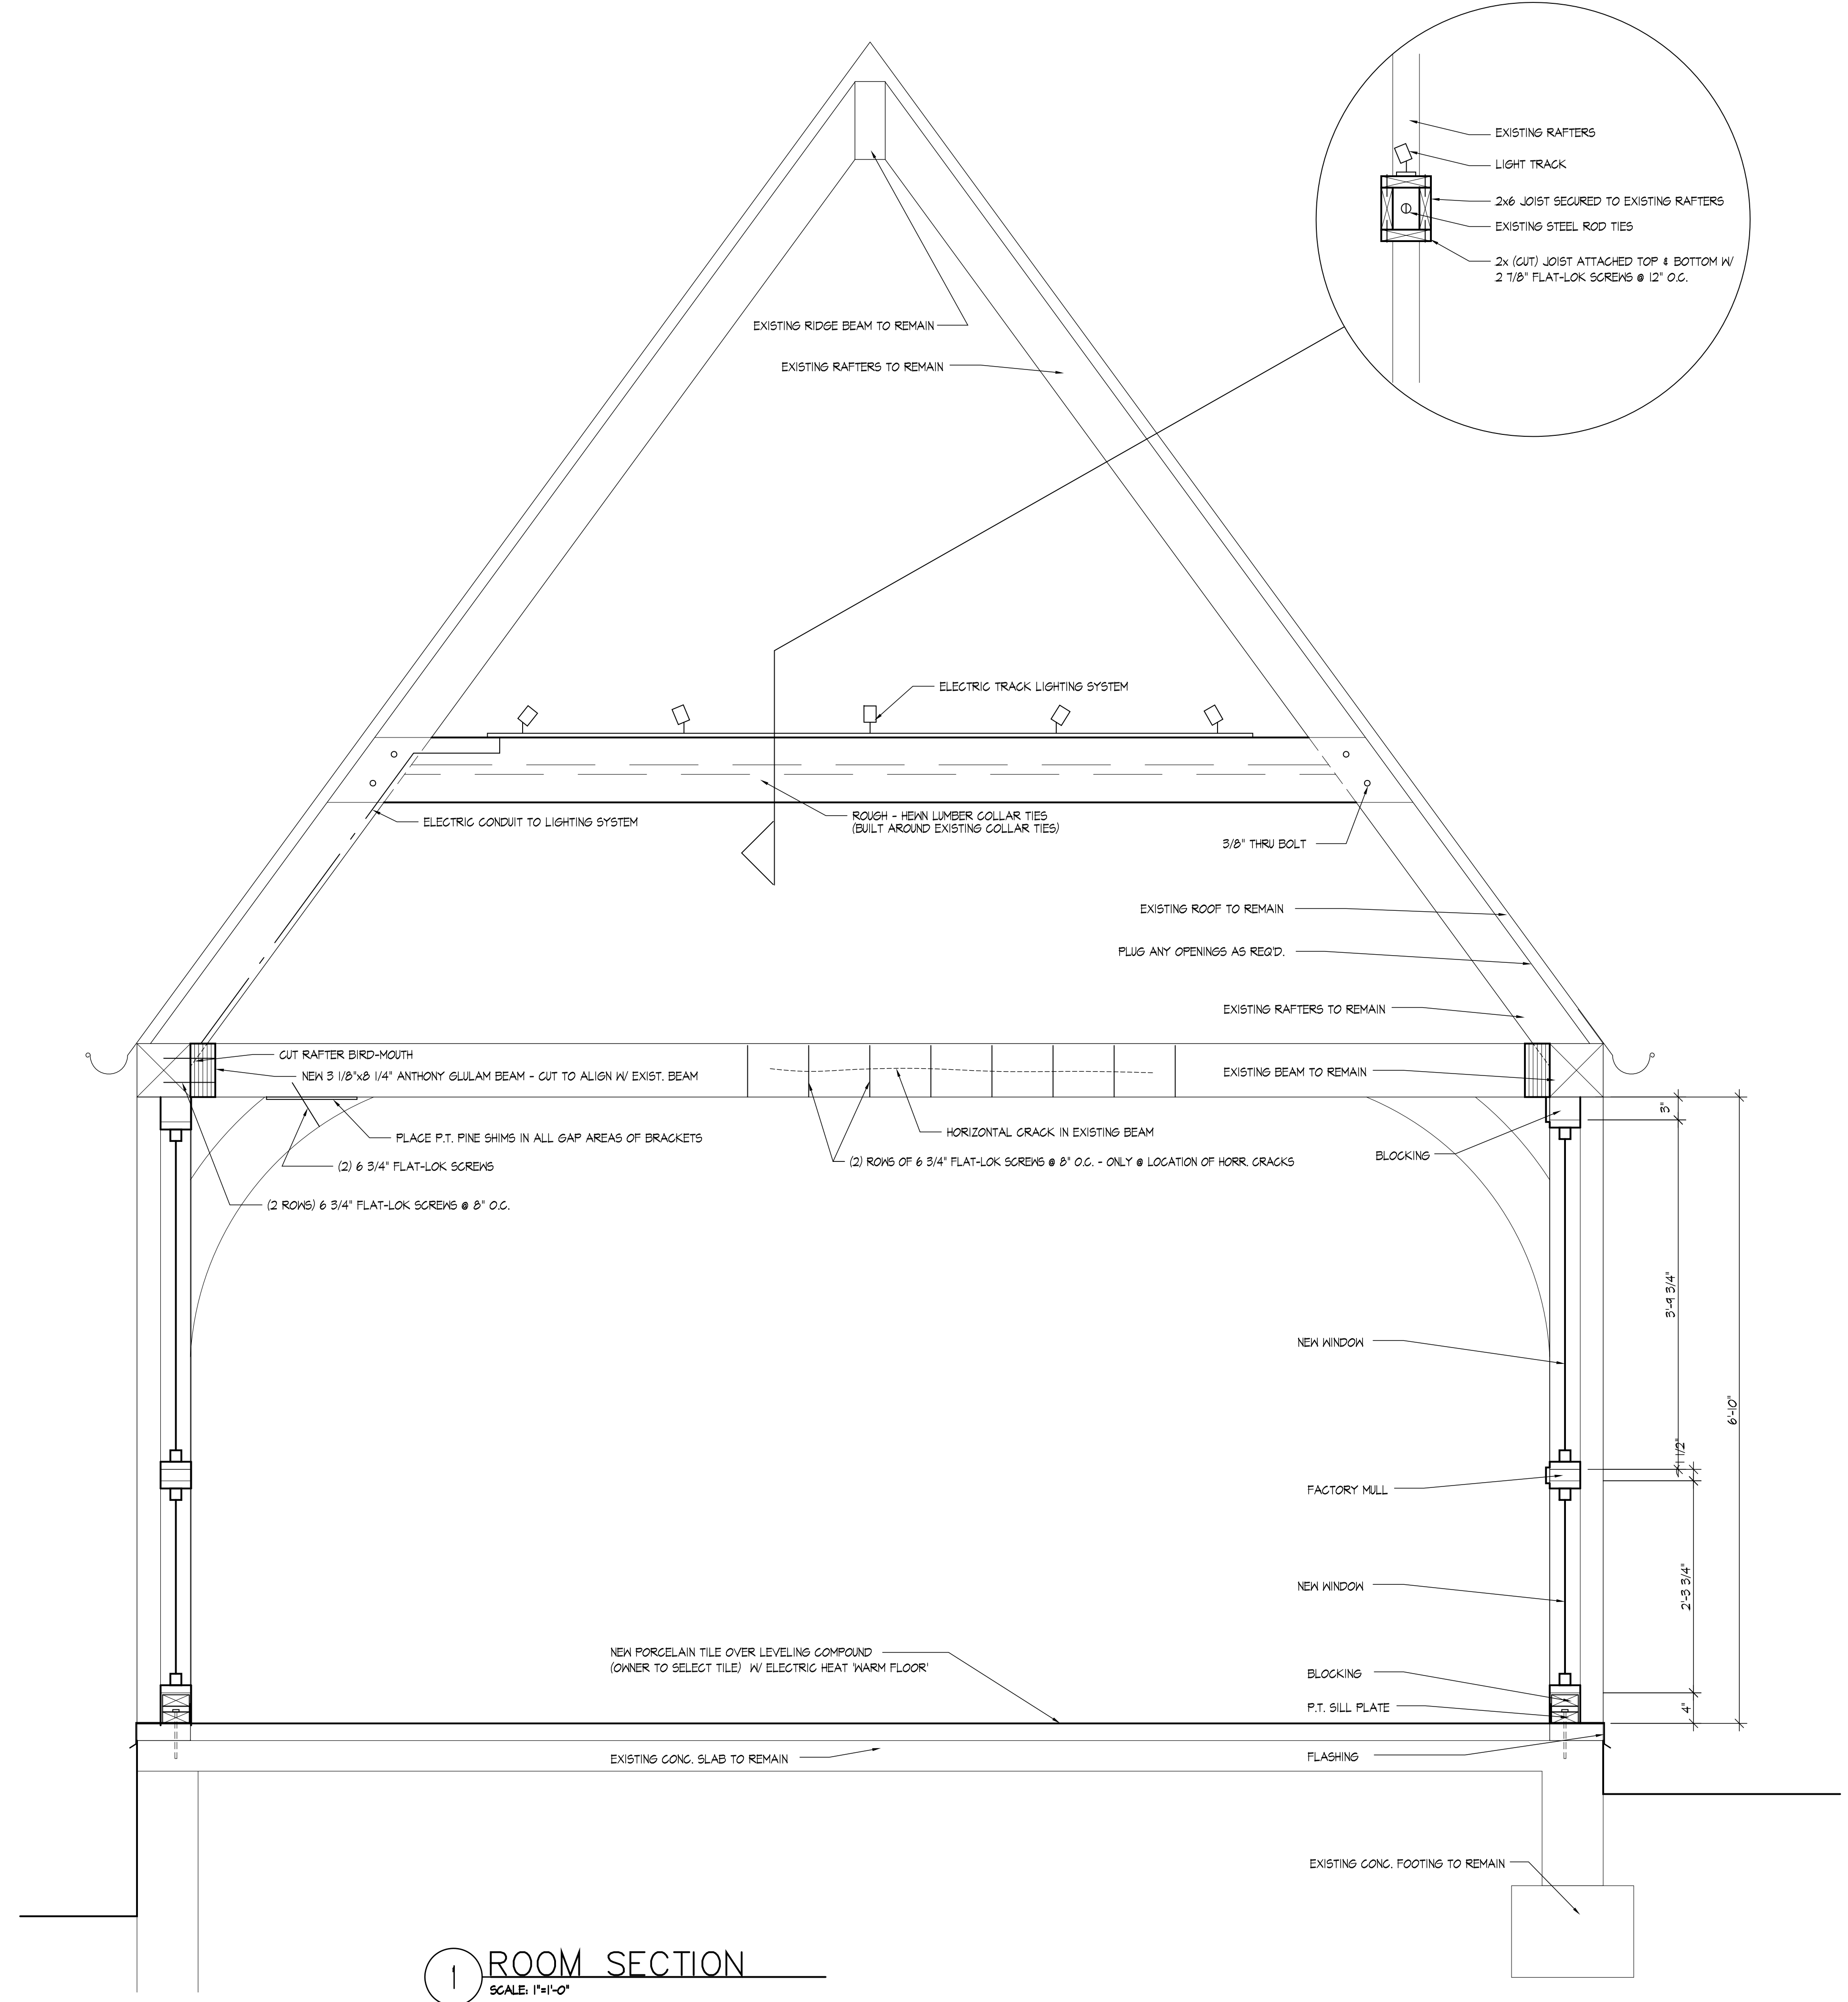 EXISTING RAFTERS
LIGHT TRACK
2x6 JOIST SECURED TO EXISTING RAFTERS
EXISTING STEEL ROD TIES
2x (CUT) JOIST ATTACHED TOP & BOTTOM W/
2 7/8" FLAT-LOK SCREWS @ 12" O.C.
EXISTING RIDGE BEAM TO REMAIN
EXISTING RAFTERS TO REMAIN
ELECTRIC TRACK LIGHTING SYSTEM
ELECTRIC CONDUIT TO LIGHTING SYSTEM
ROUGH - HEWN LUMBER COLLAR TIES
(BUILT AROUND EXISTING COLLAR TIES)
3/8" THRU BOLT
EXISTING ROOF TO REMAIN
PLUG ANY OPENINGS AS REQ'D.
EXISTING RAFTERS TO REMAIN
CUT RAFTER BIRD-MOUTH
NEW 3 1/8"x8 1/4" ANTHONY GLULAM BEAM - CUT TO ALIGN W/ EXIST. BEAM
EXISTING BEAM TO REMAIN
PLACE P.T. PINE SHIMS IN ALL GAP AREAS OF BRACKETS
HORIZONTAL CRACK IN EXISTING BEAM
(2) 6 3/4" FLAT-LOK SCREWS
(2) ROWS OF 6 3/4" FLAT-LOK SCREWS @ 8" O.C. - ONLY @ LOCATION OF HORR. CRACKS
BLOCKING
(2 ROWS) 6 3/4" FLAT-LOK SCREWS @ 8" O.C.
3"
3'-9 3/4"
NEW WINDOW
6'-10"
1 1/2"
FACTORY MULL
NEW WINDOW
2'-3 3/4"
NEW PORCELAIN TILE OVER LEVELING COMPOUND
(OWNER TO SELECT TILE) W/ ELECTRIC HEAT 'WARM FLOOR'
BLOCKING
P.T. SILL PLATE
4"
EXISTING CONC. SLAB TO REMAIN
FLASHING
EXISTING CONC. FOOTING TO REMAIN
1
ROOM SECTION
SCALE: 1"=1'-0"